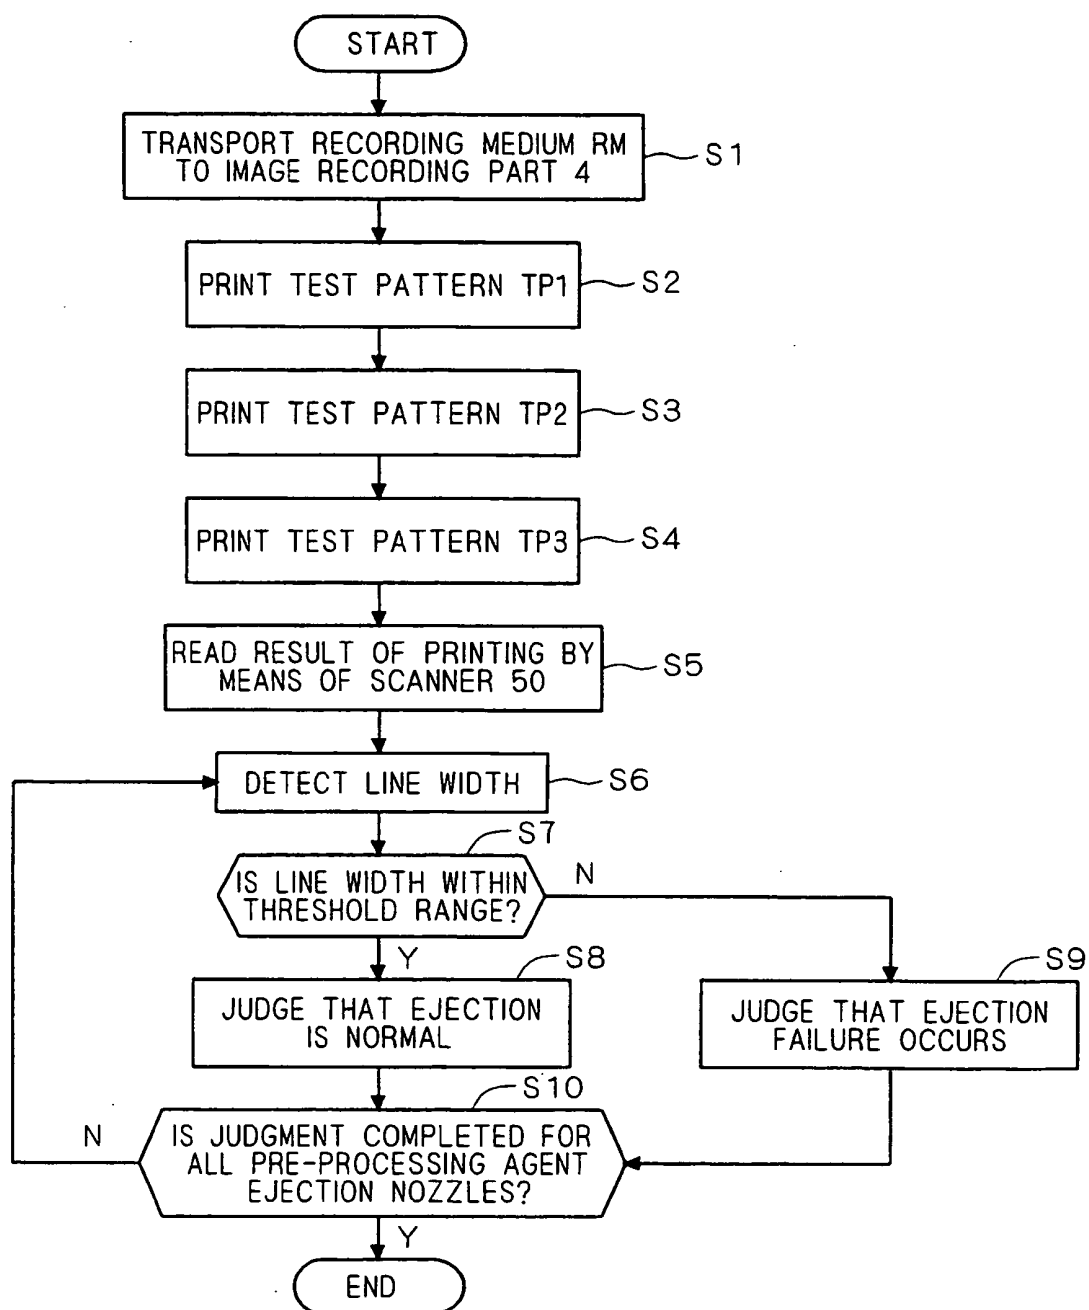 START
TRANSPORT RECORDING MEDIUM RM
TO IMAGE RECORDING PART 4
S1
PRINT TEST PATTERN TP1
S2
PRINT TEST PATTERN TP2
S3
PRINT TEST PATTERN TP3
S4
READ RESULT OF PRINTING BY
MEANS OF SCANNER 50
S5
DETECT LINE WIDTH
S6
S7
IS LINE WIDTH WITHIN
THRESHOLD RANGE?
N
Y
S8
JUDGE THAT EJECTION
IS NORMAL
S9
JUDGE THAT EJECTION
FAILURE OCCURS
S10
N
IS JUDGMENT COMPLETED FOR
ALL PRE-PROCESSING AGENT
EJECTION NOZZLES?
Y
END